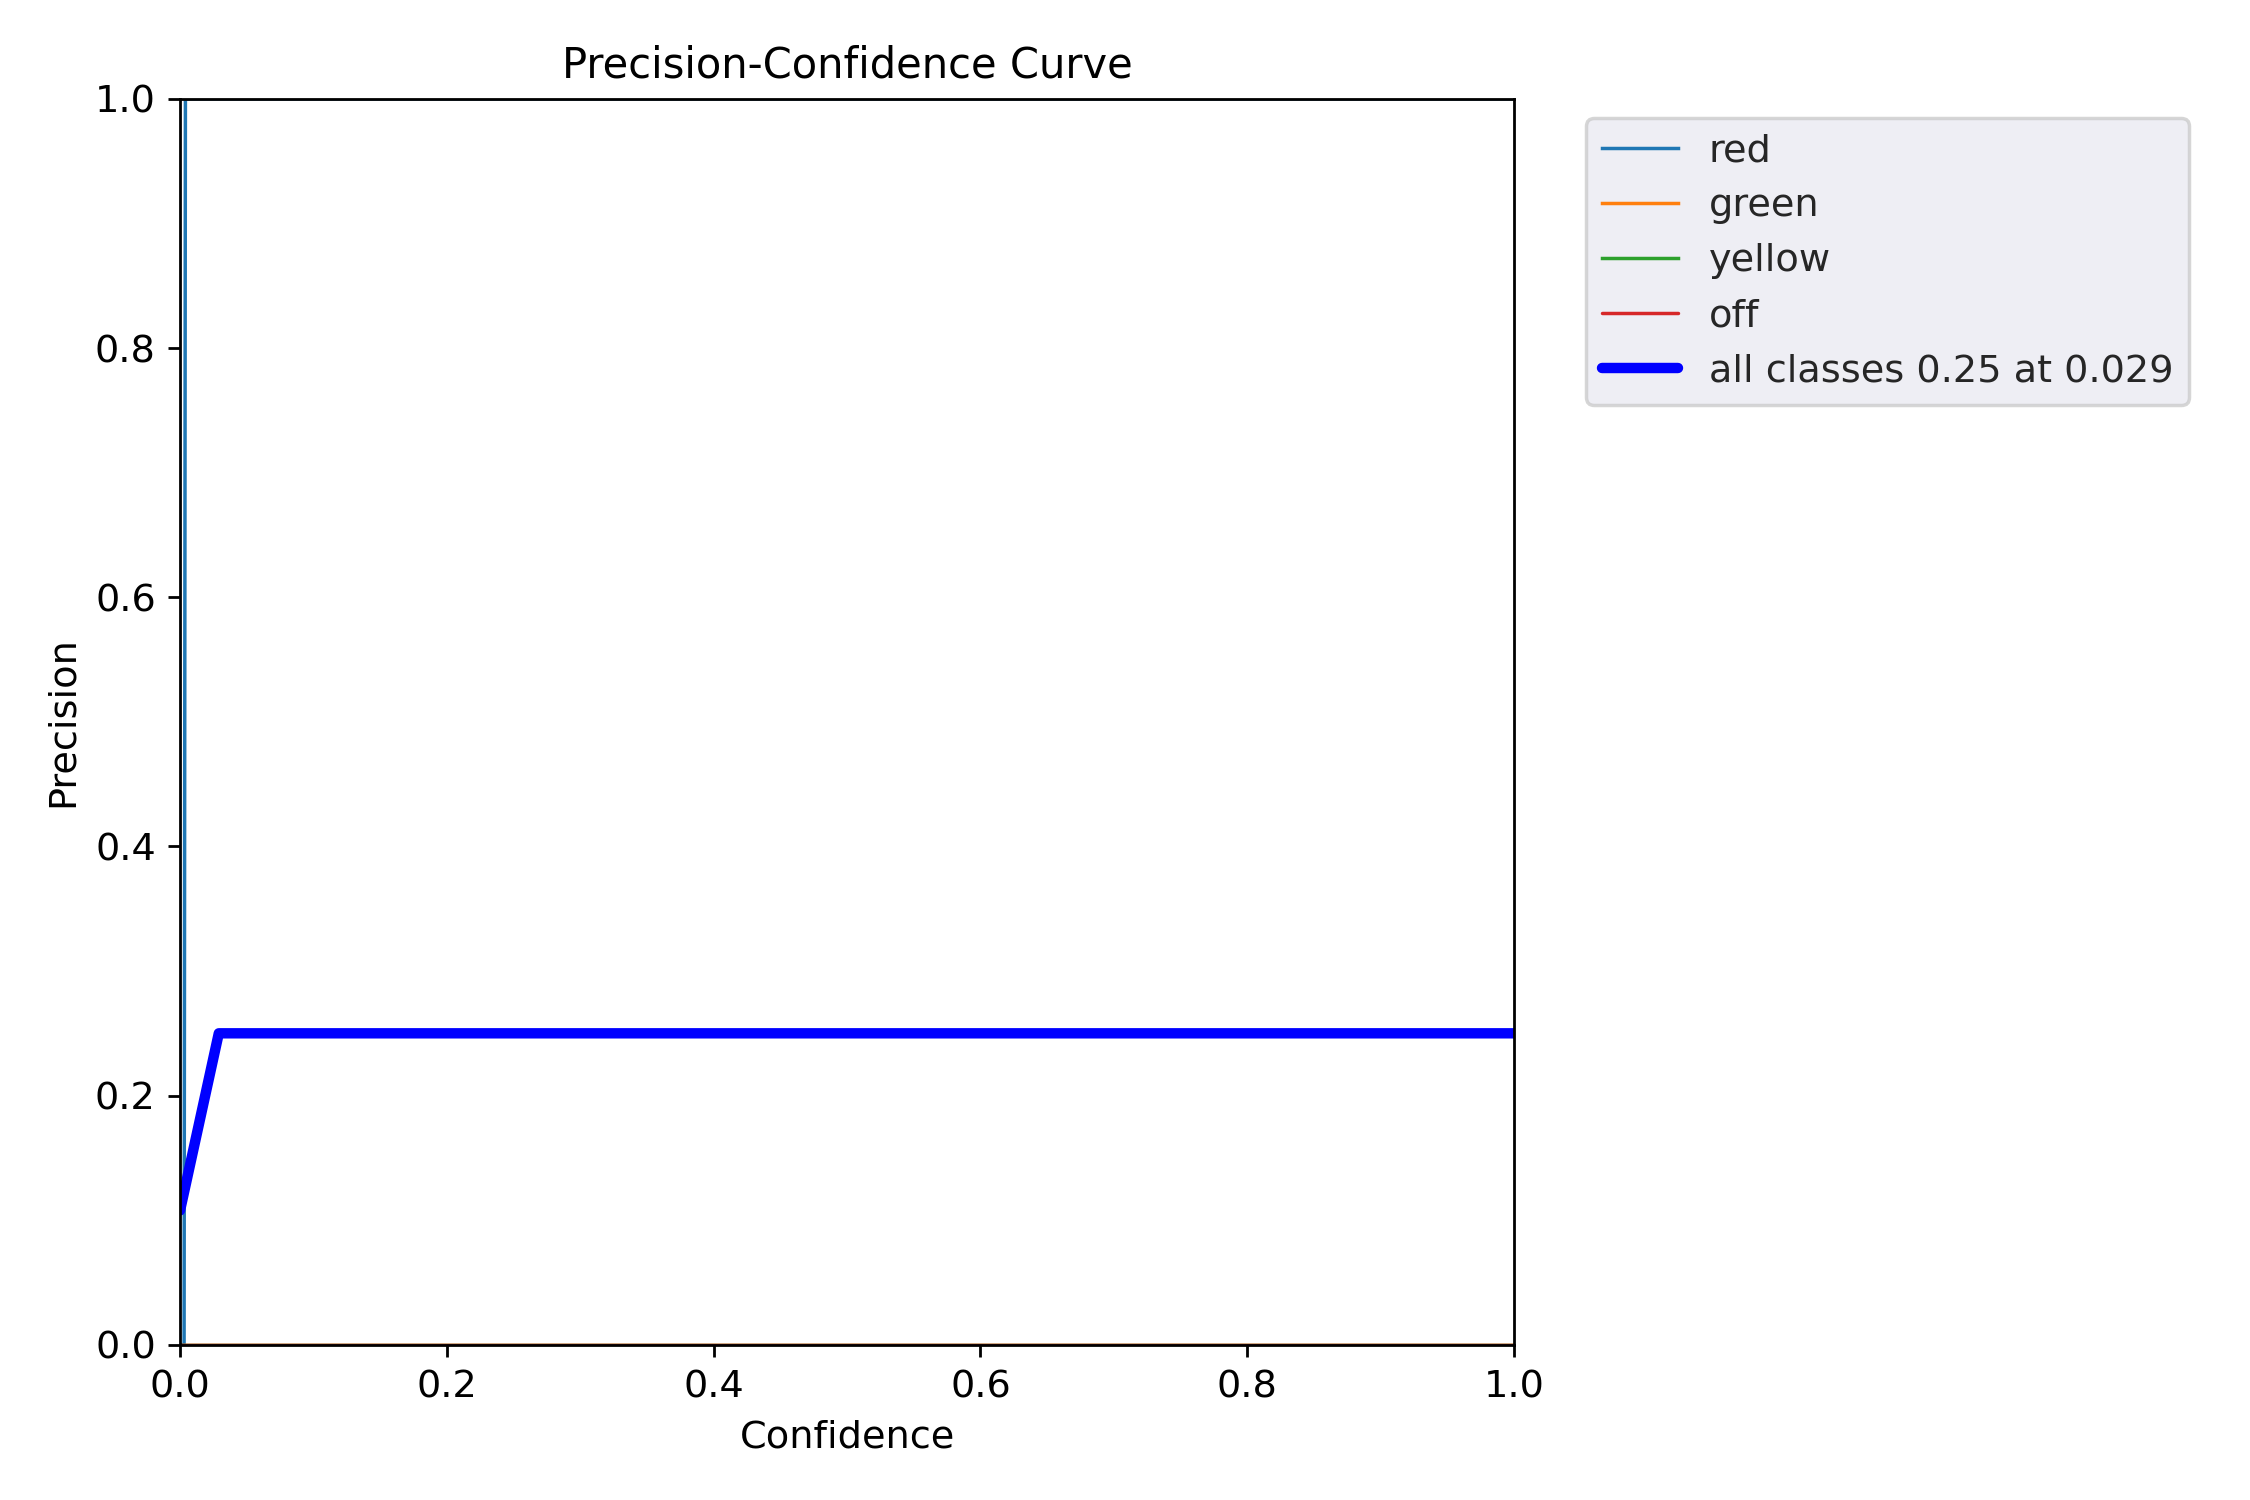 Precision-Confidence Curve
1.0
0.8
0.6
0.4
0.2
0.0
Precision
0.0 0.2 0.4 0.6 0.8 1.0
Confidence
red
green
yellow
off
all classes 0.25 at 0.029